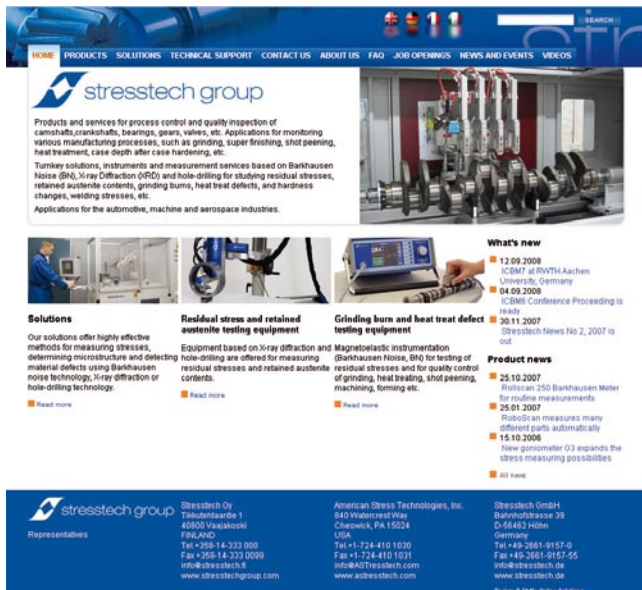 SEARCH
HOME PRODUCTS SOLUTIONS TECHNICAL SUPPORT CONTACT US ABOUT US FAQ JOB OPENINGS NEWS AND EVENTS VIDEOS
stresstech group
Products and services for process control and quality inspection of
camshafts,crankshafts, bearings, gears, valves, etc. Applications for monitoring
various manufacturing processes, such as grinding, super finishing, shot peening,
heat treatment, case depth after case hardening, etc.
Turnkey solutions, instruments and measurement services based on Barkhausen
Noise (BN), X-ray Diffraction (XRD) and hole-drilling for studying residual stresses,
retained austenite contents, grinding burns, heat treat defects, and hardness
changes, welding stresses, etc.
Applications for the automotive, machine and aerospace industries.
Solutions
Our solutions offer highly effective
methods for measuring stresses,
determining microstructure and detecting
material defects using Barkhausen
noise technology, X-ray diffraction or
hole-drilling technology.
Read more
Residual stress and retained
austenite testing equipment
Equipment based on X-ray diffraction and
hole-drilling are offered for measuring
residual stresses and retained austenite
contents.
Read more
Grinding burn and heat treat defect
testing equipment
Magnetoelastic instrumentation
(Barkhausen Noise, BN) for testing of
residual stresses and for quality control
of grinding, heat treating, shot peening,
machining, forming etc.
Read more
What's new
12.09.2008
ICBM7 at RWTH Aachen
University, Germany
04.09.2008
ICBM6 Conference Proceeding is
ready
30.11.2007
Stresstech News No 2, 2007 is
out
Product news
25.10.2007
Rollscan 250 Barkhausen Meter
for routine measurements
25.01.2007
RoboScan measures many
different parts automatically
15.10.2006
New goniometer G3 expands the
stress measuring possibilities
All news
stresstech group
Representatives
Stresstech Oy
Tikkutehtaantie 1
40800 Vaajakoski
FINLAND
Tel.+358-14-333 000
Fax +358-14-333 0099
info@stresstech.fi
www.stresstechgroup.com
American Stress Technologies, Inc.
840 Watercrest Way
Cheswick, PA 15024
USA
Tel.+1-724-410 1030
Fax +1-724-410 1031
info@ASTresstech.com
www.astresstech.com
Stresstech GmbH
Bahnhofstrasse 39
D-56462 Höhn
Germany
Tel.+49-2661-9157-0
Fax+49-2661-9157-55
info@stresstech.de
www.stresstech.de